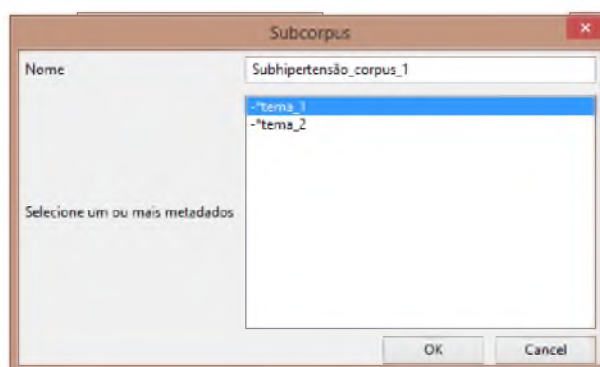 Subcorpus
Nome
Subhipertensão_corpus_1
-*tema_1
-*tema_2
Selecione um ou mais metadados
OK
Cancel